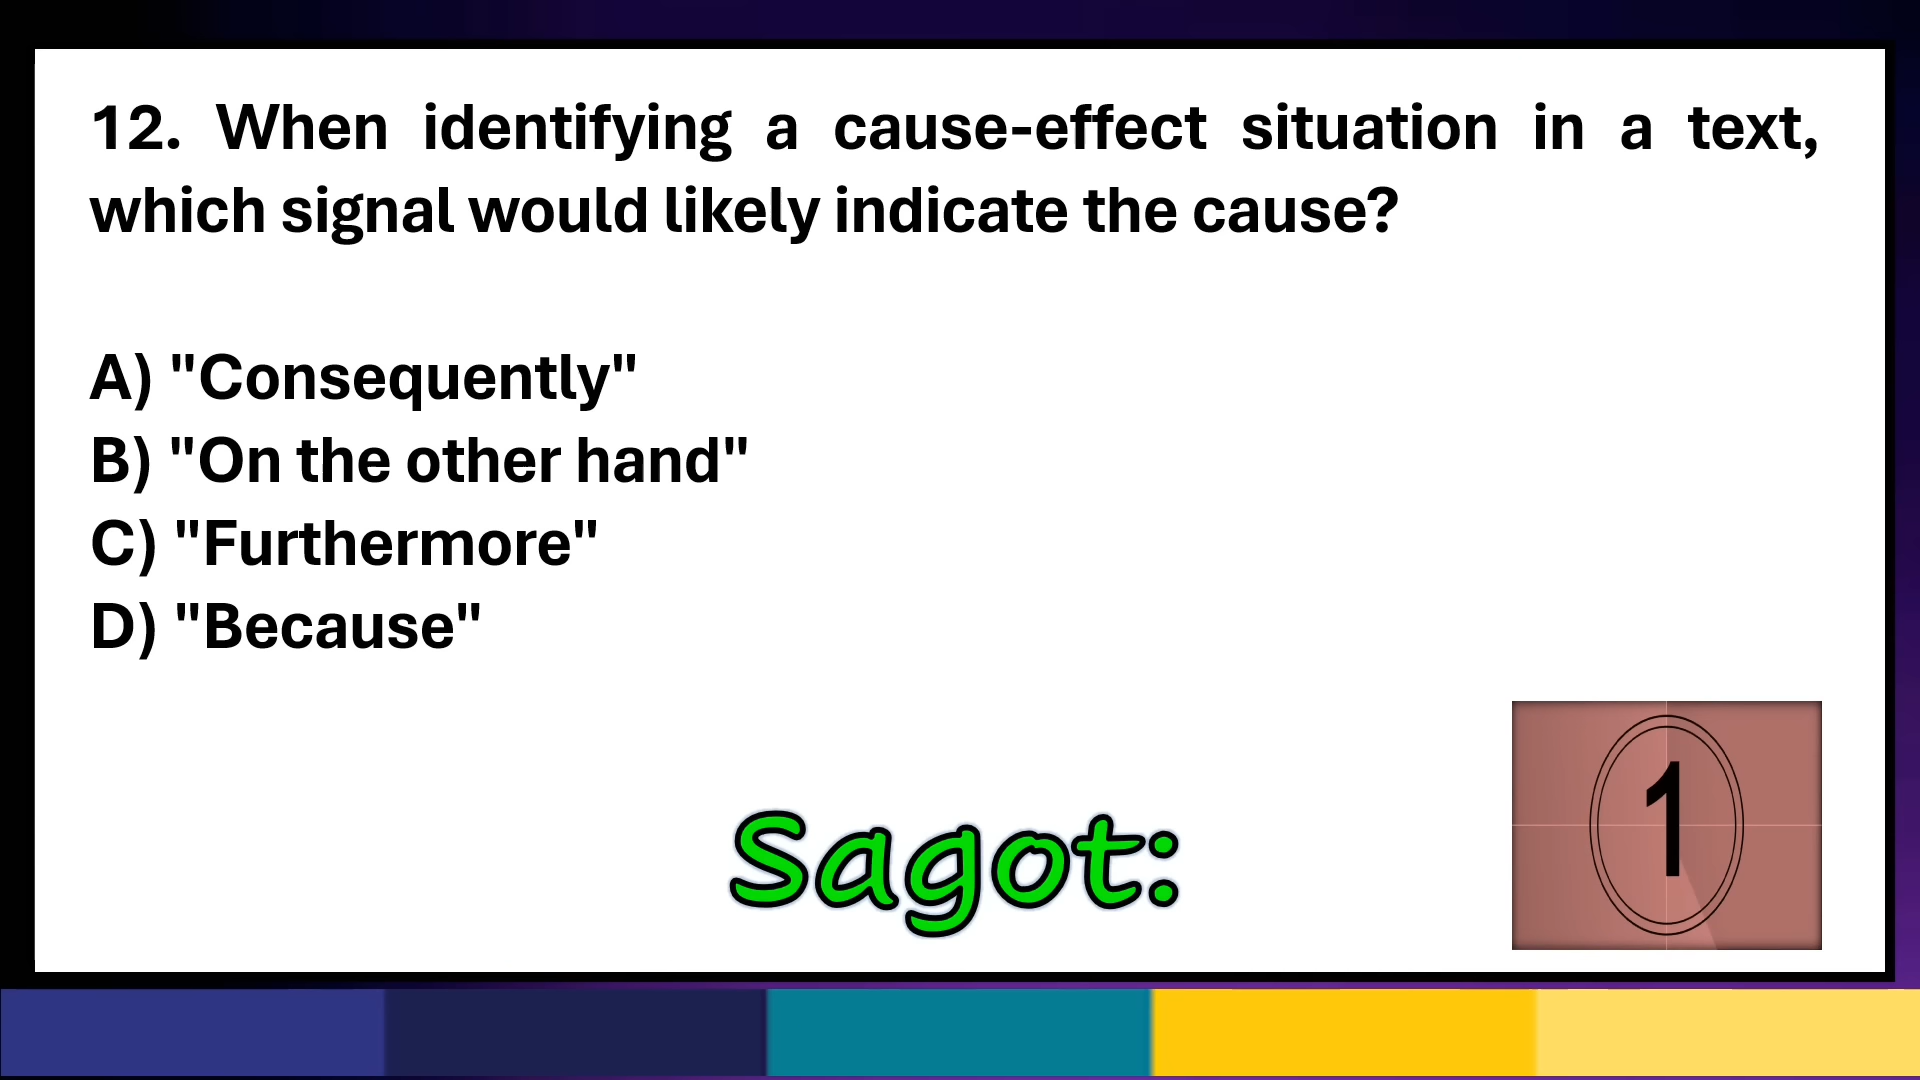 12. When identifying a cause-effect situation in a text,
which signal would likely indicate the cause?
A) "Consequently"
B) "On the other hand"
C) "Furthermore"
D) "Because"
Sagot:
1